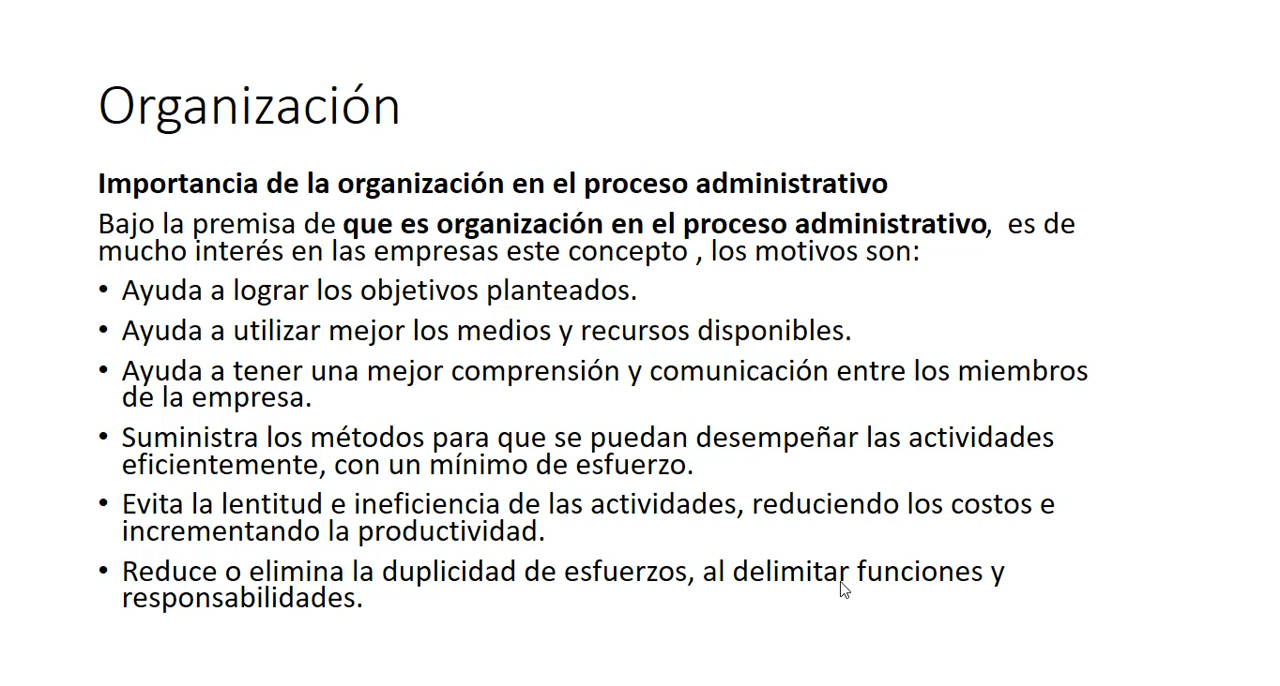 Organización
Importancia de la organización en el proceso administrativo
Bajo la premisa de que es organización en el proceso administrativo,  es de
mucho interés en las empresas este concepto , los motivos son:
• Ayuda a lograr los objetivos planteados.
• Ayuda a utilizar mejor los medios y recursos disponibles.
• Ayuda a tener una mejor comprensión y comunicación entre los miembros
de la empresa.
• Suministra los métodos para que se puedan desempeñar las actividades
eficientemente, con un mínimo de esfuerzo.
• Evita la lentitud e ineficiencia de las actividades, reduciendo los costos e
incrementando la productividad.
• Reduce o elimina la duplicidad de esfuerzos, al delimitar funciones y
responsabilidades.